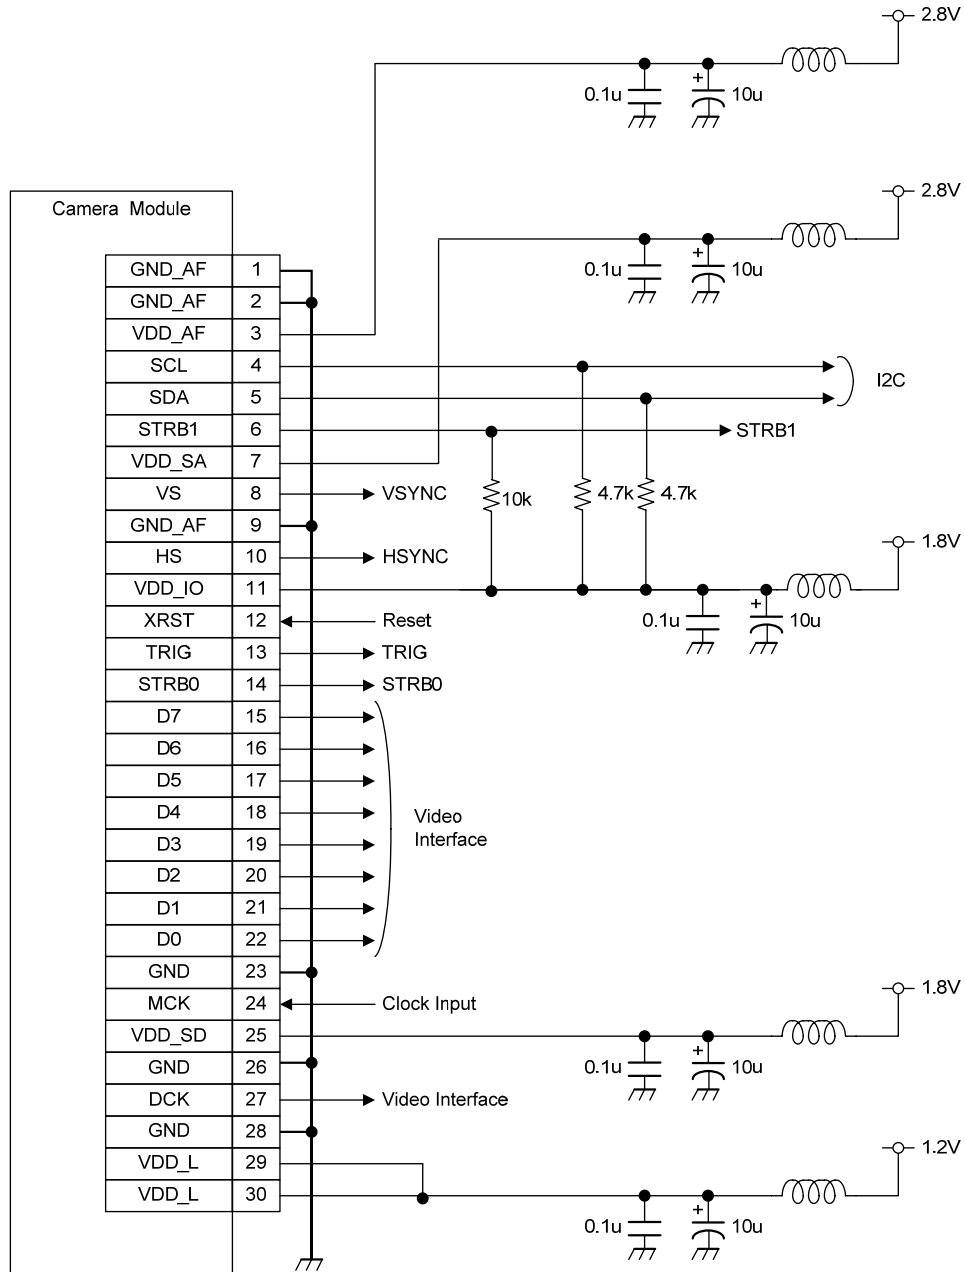 2.8V
0.1u
+
10u
2.8V
0.1u
+
10u
Camera Module
GND_AF 1
GND_AF 2
VDD_AF 3
SCL 4
SDA 5
I2C
STRB1 6
STRB1
VDD_SA 7
VS 8
VSYNC
10k
4.7k
4.7k
GND_AF 9
HS 10
HSYNC
1.8V
VDD_IO 11
0.1u
+
10u
XRST 12
Reset
TRIG 13
TRIG
STRB0 14
STRB0
D7 15
D6 16
D5 17
D4 18
D3 19
D2 20
D1 21
D0 22
Video
Interface
GND 23
MCK 24
Clock Input
1.8V
VDD_SD 25
0.1u
+
10u
GND 26
DCK 27
Video Interface
GND 28
VDD_L 29
VDD_L 30
1.2V
0.1u
+
10u